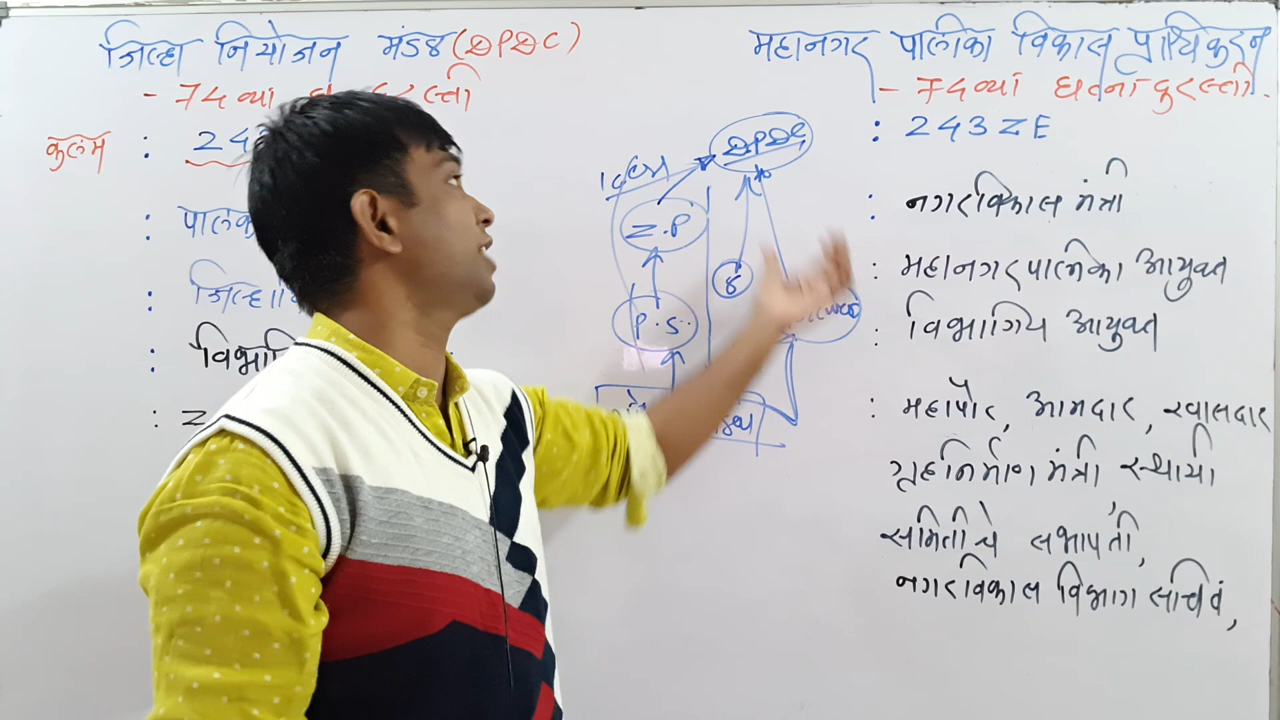 जिल्हा नियोजन मंडळ (DPDC)
- 74 व्या
कलम : 243
: पालक
: जिल्हाधि
: विभागि
: Z
DPDC
Z.P
P.S.
महानगर पालीका विकास प्राधिकरण
- 74 व्या घटनादुरुस्ती.
: 243 ZE
: नगरविकास मंत्री
: महानगरपालीका आयुक्त
: विभागिय आयुक्त
: महापौर, आमदार, खासदार
गृहनिर्माण मंत्री स्थायी
समितीचे सभापती,
नगरविकास विभाग सचिव,